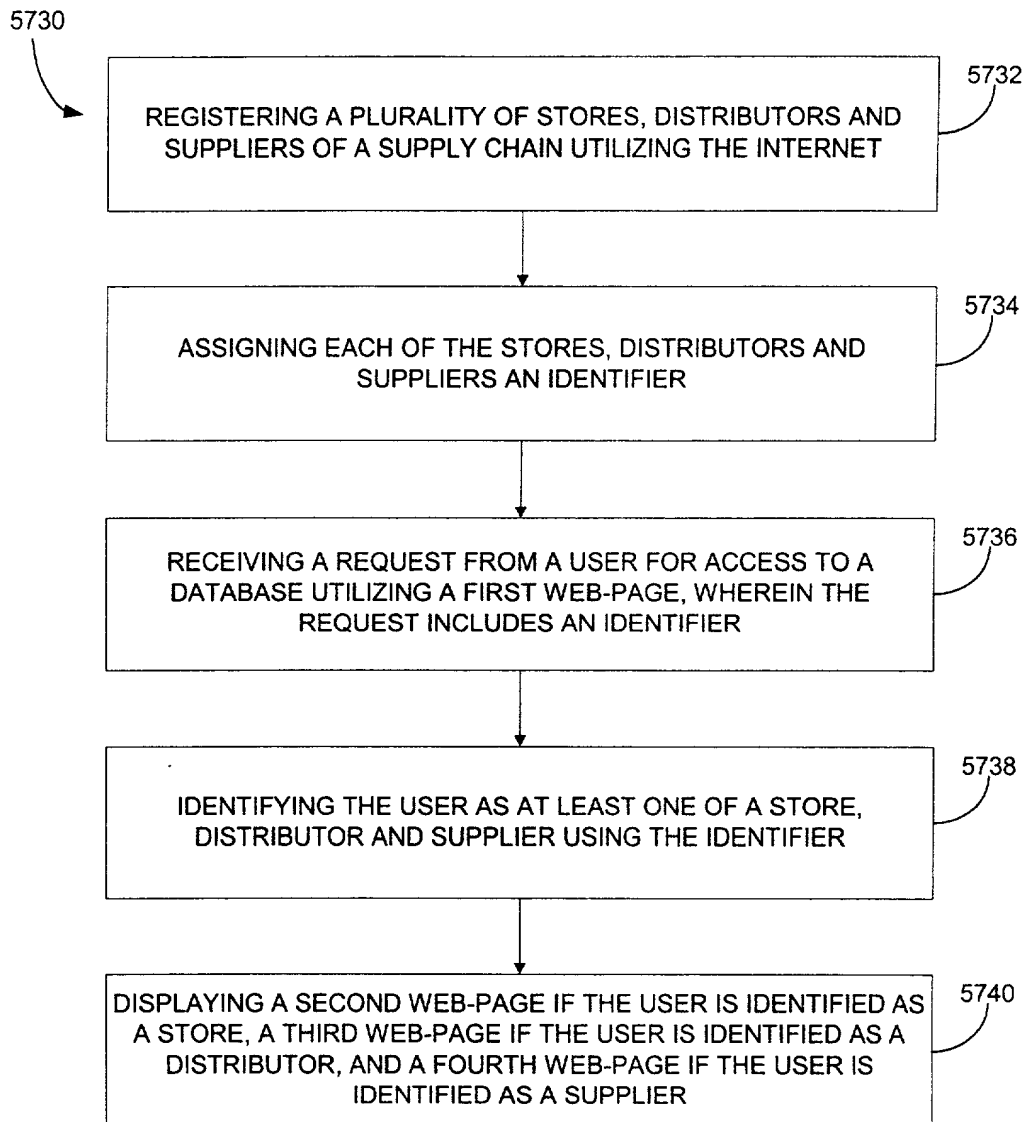 5730
5732
REGISTERING A PLURALITY OF STORES, DISTRIBUTORS AND
SUPPLIERS OF A SUPPLY CHAIN UTILIZING THE INTERNET
5734
ASSIGNING EACH OF THE STORES, DISTRIBUTORS AND
SUPPLIERS AN IDENTIFIER
5736
RECEIVING A REQUEST FROM A USER FOR ACCESS TO A
DATABASE UTILIZING A FIRST WEB-PAGE, WHEREIN THE
REQUEST INCLUDES AN IDENTIFIER
5738
IDENTIFYING THE USER AS AT LEAST ONE OF A STORE,
DISTRIBUTOR AND SUPPLIER USING THE IDENTIFIER
5740
DISPLAYING A SECOND WEB-PAGE IF THE USER IS IDENTIFIED AS
A STORE, A THIRD WEB-PAGE IF THE USER IS IDENTIFIED AS A
DISTRIBUTOR, AND A FOURTH WEB-PAGE IF THE USER IS
IDENTIFIED AS A SUPPLIER